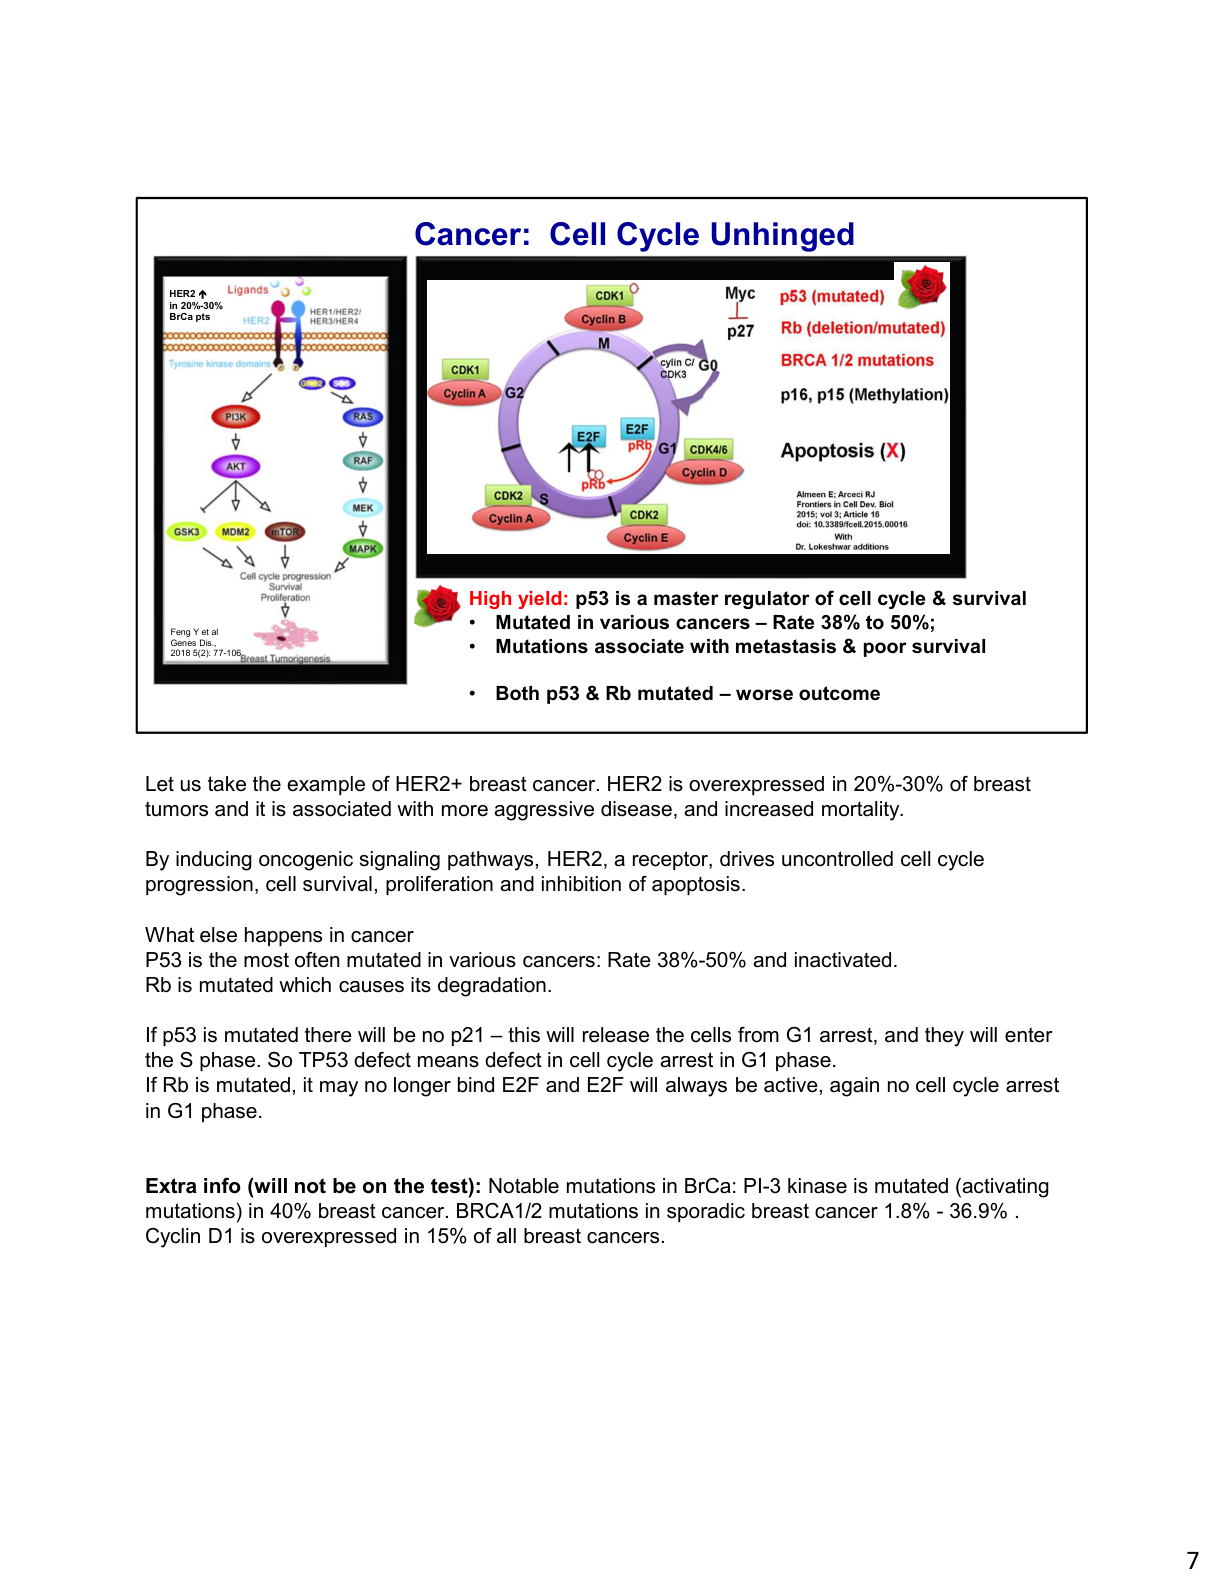 Cancer:  Cell Cycle Unhinged
HER2 ↑
in 20%-30%
BrCa pts
Ligands
HER2
HER1/HER2/
HER3/HER4
Tyrosine kinase domains
GRB2
SOS
PI3K
RAS
AKT
RAF
MEK
GSK3
MDM2
mTOR
MAPK
Cell cycle progression
Survival
Proliferation
Feng Y et al
Genes Dis.,
2018 5(2): 77-106
Breast Tumorigenesis
CDK1
Cyclin B
M
CDK1
Cyclin A
G2
cylin C/
CDK3
G0
E2F
E2F
pRb
pRb
G1
CDK4/6
Cyclin D
CDK2
Cyclin A
S
CDK2
Cyclin E
Myc
p27
p53 (mutated)
Rb (deletion/mutated)
BRCA 1/2 mutations
p16, p15 (Methylation)
Apoptosis (X)
Almeen E; Arceci RJ
Frontiers in Cell Dev. Biol
2015; vol 3; Article 16
doi: 10.3389/fcell.2015.00016
With
Dr. Lokeshwar additions
High yield: p53 is a master regulator of cell cycle & survival
• Mutated in various cancers – Rate 38% to 50%;
• Mutations associate with metastasis & poor survival
• Both p53 & Rb mutated – worse outcome
Let us take the example of HER2+ breast cancer. HER2 is overexpressed in 20%-30% of breast
tumors and it is associated with more aggressive disease, and increased mortality.
By inducing oncogenic signaling pathways, HER2, a receptor, drives uncontrolled cell cycle
progression, cell survival, proliferation and inhibition of apoptosis.
What else happens in cancer
P53 is the most often mutated in various cancers: Rate 38%-50% and inactivated.
Rb is mutated which causes its degradation.
If p53 is mutated there will be no p21 – this will release the cells from G1 arrest, and they will enter
the S phase. So TP53 defect means defect in cell cycle arrest in G1 phase.
If Rb is mutated, it may no longer bind E2F and E2F will always be active, again no cell cycle arrest
in G1 phase.
Extra info (will not be on the test): Notable mutations in BrCa: PI-3 kinase is mutated (activating
mutations) in 40% breast cancer. BRCA1/2 mutations in sporadic breast cancer 1.8% - 36.9% .
Cyclin D1 is overexpressed in 15% of all breast cancers.
7